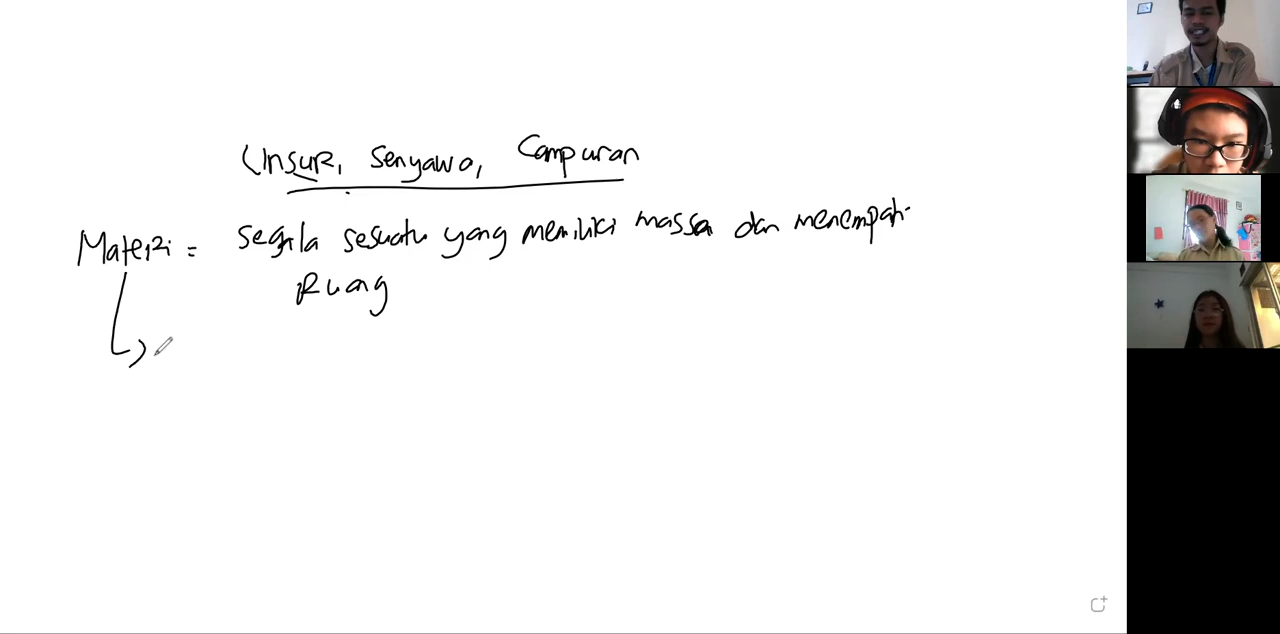 Unsur, Senyawa, Campuran
Materi = segala sesuatu yang memiliki massa dan menempati
Ruang